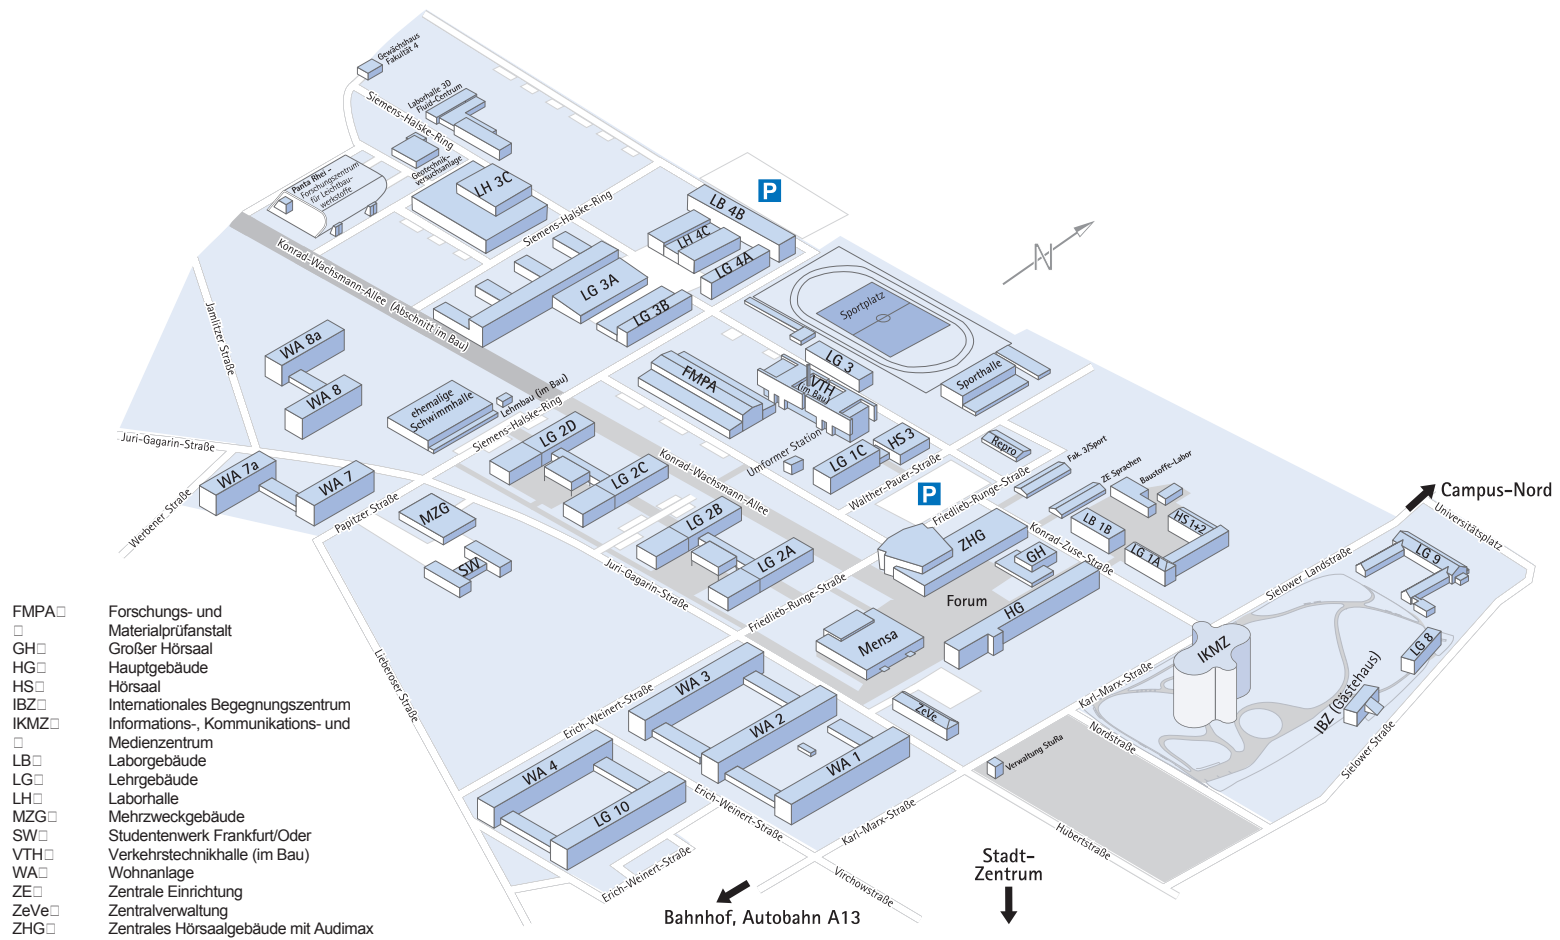 Gewächshaus
Fakultät 4
Laborhalle 3D
Fluid-Centrum
Siemens-Halske-Ring
Geotechnik-
versuchsanlage
Panta Rhei -
Forschungszentrum
für Leichtbau-
werkstoffe
LH 3C
Siemens-Halske-Ring
P
LB 4B
LH 4C
LG 4A
N
Konrad-Wachsmann-Allee (Abschnitt im Bau)
LG 3A
LG 3B
Sportplatz
Jamlitzer Straße
WA 8a
WA 8
ehemalige
Schwimmhalle
Lehmbau (im Bau)
Siemens-Halske-Ring
FMPA
LG 3
VTH
(im Bau)
Sporthalle
Juri-Gagarin-Straße
WA 7a
WA 7
LG 2D
LG 2C
Konrad-Wachsmann-Allee
Umformer Station
LG 1C
HS 3
Walther-Pauer-Straße
Repro
Fak. 3/Sport
ZE Sprachen
Baustoffe-Labor
P
Friedlieb-Runge-Straße
Campus-Nord
Universitätsplatz
Werbener Straße
Papitzer Straße
MZG
SW
LG 2B
LG 2A
Juri-Gagarin-Straße
Friedlieb-Runge-Straße
ZHG
GH
Konrad-Zuse-Straße
LB 1B
LG 1A
HS 1+2
Sielower Landstraße
LG 9
Forum
HG
Mensa
IKMZ
LG 8
IBZ (Gästehaus)
Sielower Straße
Lieberoser Straße
Erich-Weinert-Straße
WA 3
WA 2
WA 1
WA 4
LG 10
ZeVe
Karl-Marx-Straße
Nordstraße
Verwaltung StuRa
Erich-Weinert-Straße
Karl-Marx-Straße
Hubertstraße
Erich-Weinert-Straße
Virchowstraße
Stadt-
Zentrum
Bahnhof, Autobahn A13
FMPA Forschungs- und
Materialprüfanstalt
GH Großer Hörsaal
HG Hauptgebäude
HS Hörsaal
IBZ Internationales Begegnungszentrum
IKMZ Informations-, Kommunikations- und
Medienzentrum
LB Laborgebäude
LG Lehrgebäude
LH Laborhalle
MZG Mehrzweckgebäude
SW Studentenwerk Frankfurt/Oder
VTH Verkehrstechnikhalle (im Bau)
WA Wohnanlage
ZE Zentrale Einrichtung
ZeVe Zentralverwaltung
ZHG Zentrales Hörsaalgebäude mit Audimax